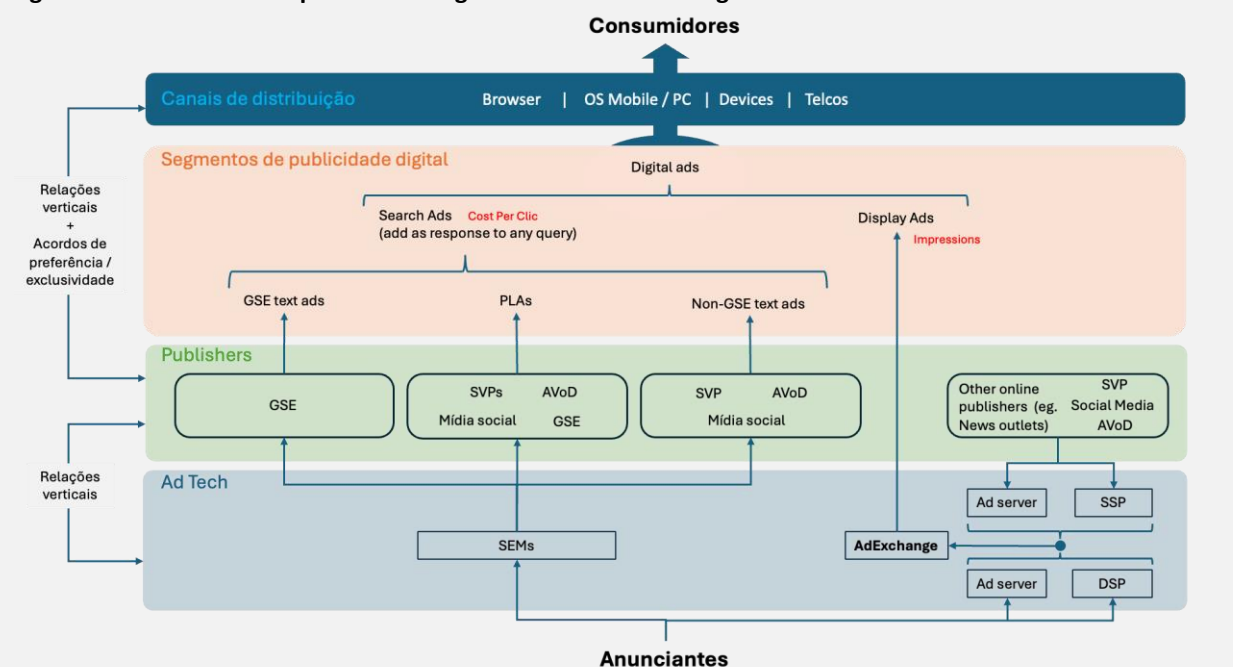 Consumidores
Canais de distribuição
Browser | OS Mobile / PC | Devices | Telcos
Segmentos de publicidade digital
Digital ads
Search Ads Cost Per Clic
(add as response to any query)
Display Ads
Impressions
GSE text ads
PLAs
Non-GSE text ads
Relações
verticais
+
Acordos de
preferência /
exclusividade
Publishers
GSE
SVPs AVoD
Mídia social GSE
SVP AVoD
Mídia social
Other online
publishers (eg.
News outlets)
SVP
Social Media
AVoD
Relações
verticais
Ad Tech
Ad server
SSP
SEMs
AdExchange
Ad server
DSP
Anunciantes